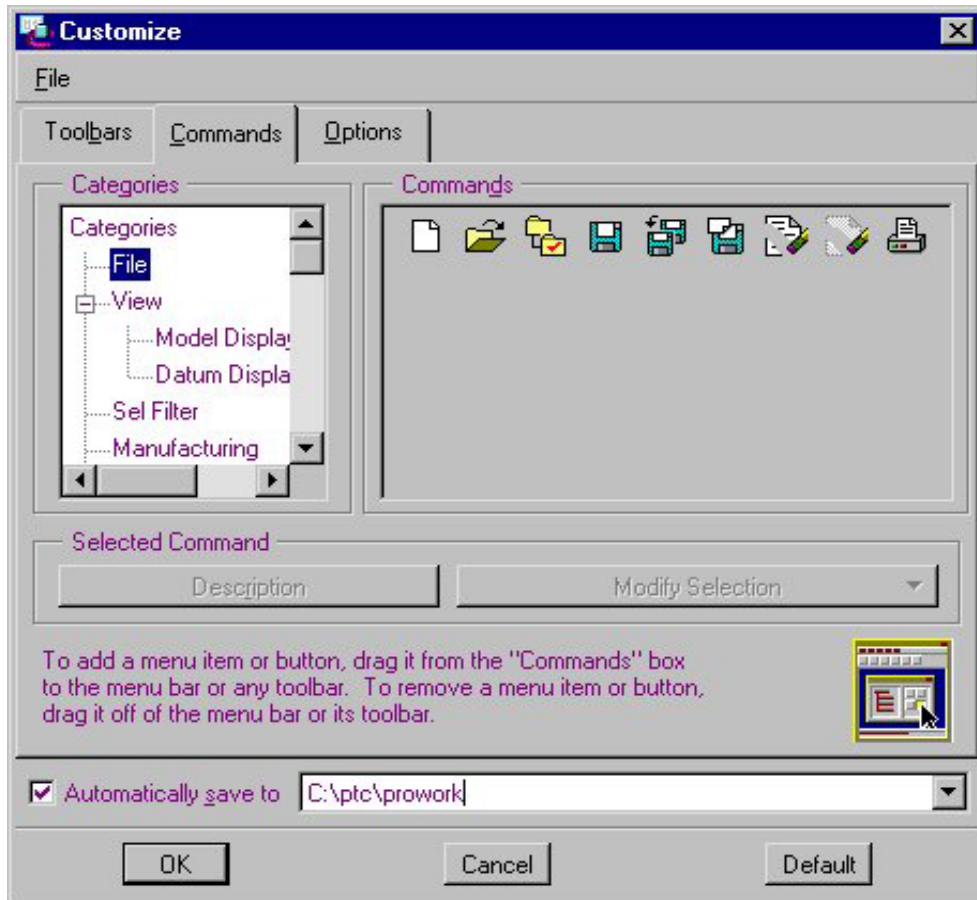 Customize
File
Toolbars Commands Options
Categories Commands
Categories
File
View
Model Display
Datum Displa
Sel Filter
Manufacturing
Selected Command
Description Modify Selection
To add a menu item or button, drag it from the "Commands" box
to the menu bar or any toolbar. To remove a menu item or button,
drag it off of the menu bar or its toolbar.
Automatically save to C:\ptc\prowork
OK Cancel Default